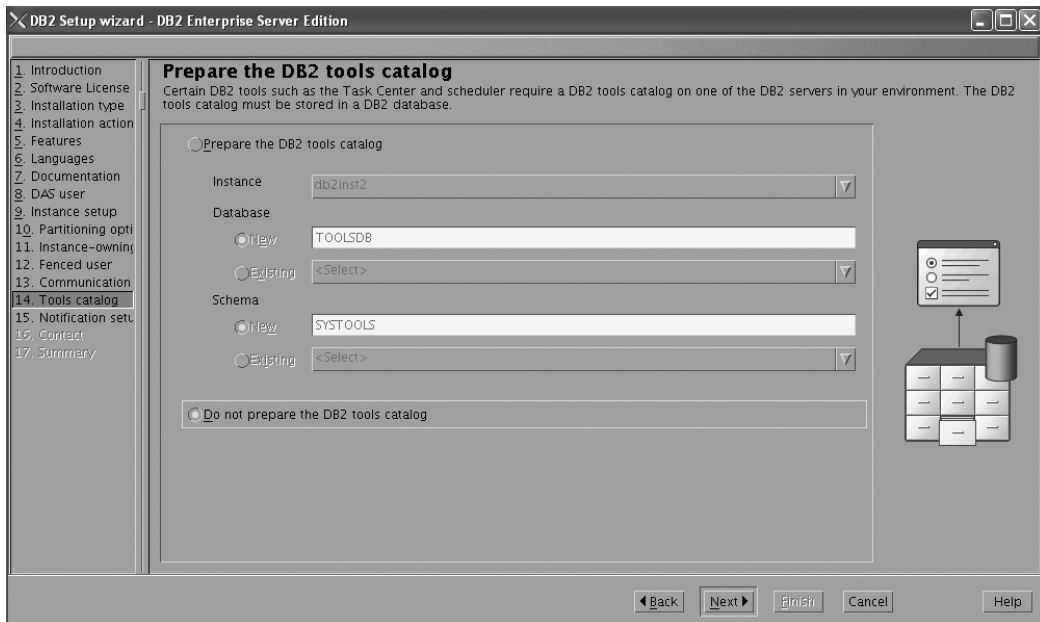 DB2 Setup wizard - DB2 Enterprise Server Edition
1. Introduction
2. Software License
3. Installation type
4. Installation action
5. Features
6. Languages
7. Documentation
8. DAS user
9. Instance setup
10. Partitioning opti
11. Instance-owning
12. Fenced user
13. Communication
14. Tools catalog
15. Notification setu
16. Contact
17. Summary
Prepare the DB2 tools catalog
Certain DB2 tools such as the Task Center and scheduler require a DB2 tools catalog on one of the DB2 servers in your environment. The DB2
tools catalog must be stored in a DB2 database.
Prepare the DB2 tools catalog
Instance db2inst2
Database
New TOOLSDB
Existing <Select>
Schema
New SYSTOOLS
Existing <Select>
Do not prepare the DB2 tools catalog
Back Next Finish Cancel Help